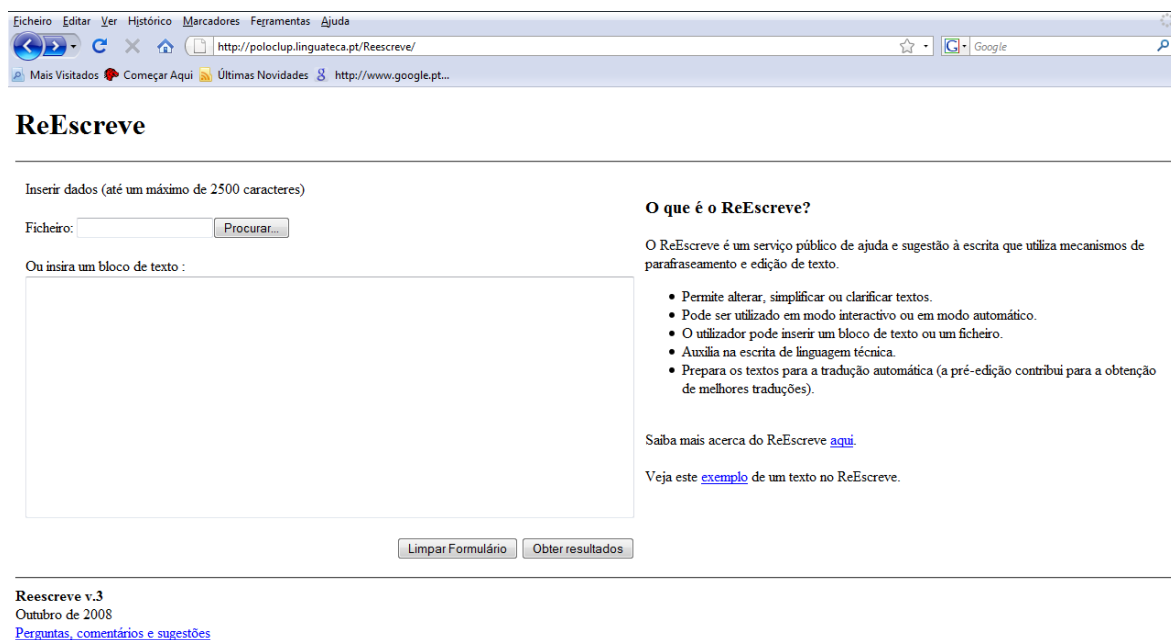 Ficheiro Editar Ver Histórico Marcadores Ferramentas Ajuda
http://poloclup.linguateca.pt/Reescreve/
G Google
Mais Visitados Começar Aqui Últimas Novidades 8 http://www.google.pt...
ReEscreve
Inserir dados (até um máximo de 2500 caracteres)
Ficheiro: Procurar...
Ou insira um bloco de texto :
Limpar Formulário Obter resultados
O que é o ReEscreve?
O ReEscreve é um serviço público de ajuda e sugestão à escrita que utiliza mecanismos de
parafraseamento e edição de texto.
• Permite alterar, simplificar ou clarificar textos.
• Pode ser utilizado em modo interactivo ou em modo automático.
• O utilizador pode inserir um bloco de texto ou um ficheiro.
• Auxilia na escrita de linguagem técnica.
• Prepara os textos para a tradução automática (a pré-edição contribui para a obtenção
de melhores traduções).
Saiba mais acerca do ReEscreve aqui.
Veja este exemplo de um texto no ReEscreve.
Reescreve v.3
Outubro de 2008
Perguntas, comentários e sugestões